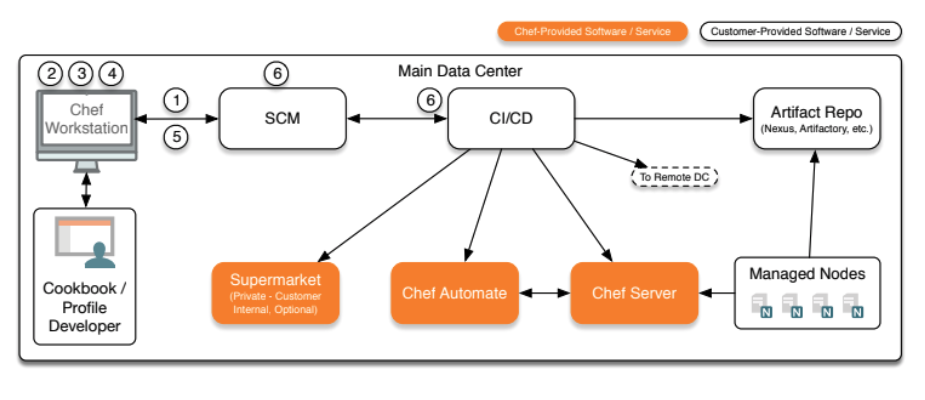 Chef-Provided Software / Service
Customer-Provided Software / Service
Main Data Center
2 3 4
Chef
Workstation
1
5
6
SCM
6
CI/CD
Artifact Repo
(Nexus, Artifactory, etc.)
To Remote DC
Cookbook /
Profile
Developer
Supermarket
(Private - Customer
Internal, Optional)
Chef Automate
Chef Server
Managed Nodes
N N N N